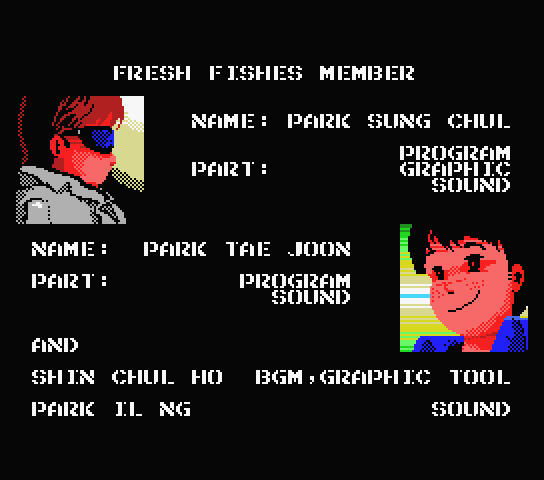 FRESH FISHES MEMBER
NAME: PARK SUNG CHUL
PROGRAM
PART: GRAPHIC
SOUND
NAME: PARK TAE JOON
PART: PROGRAM
SOUND
AND
SHIN CHUL HO BGM,GRAPHIC TOOL
PARK IL NG SOUND